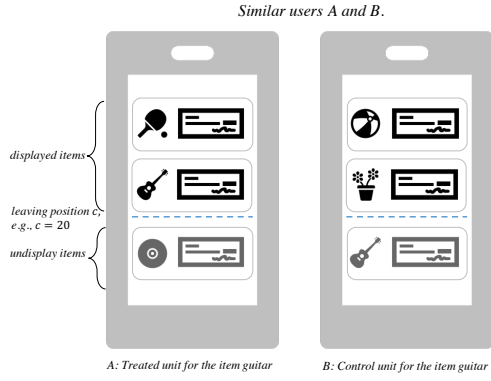 Similar users A and B.
displayed items
leaving position c,
e.g., c = 20
undisplay items
A: Treated unit for the item guitar
B: Control unit for the item guitar